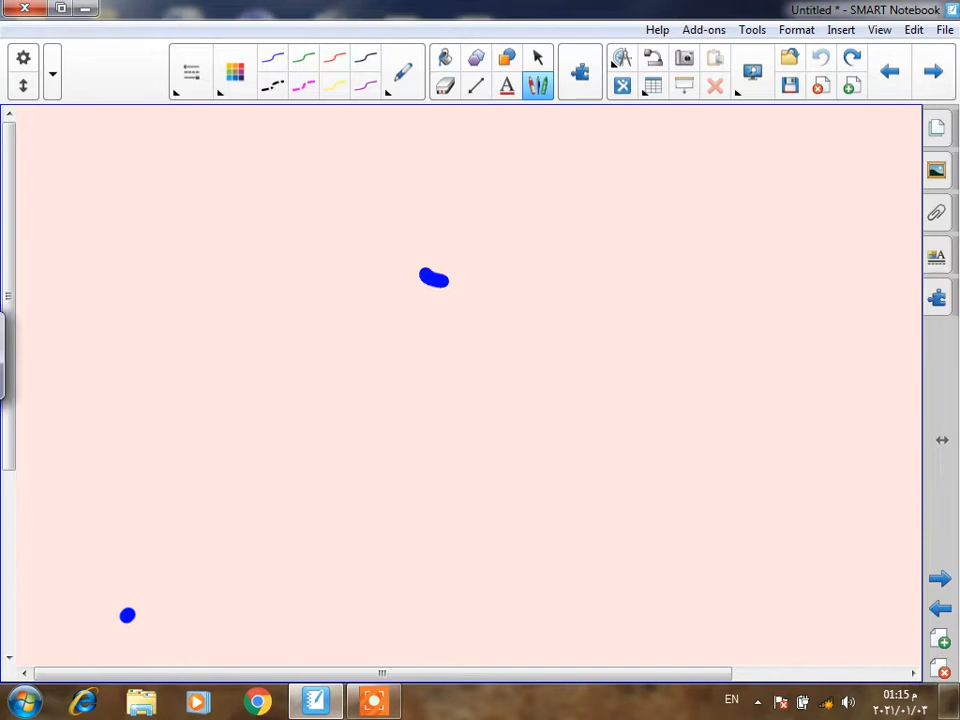 Untitled * - SMART Notebook
Help Add-ons Tools Format Insert View Edit File
A
A
EN
01:15 م
٢٠٢١/٠١/٠٣